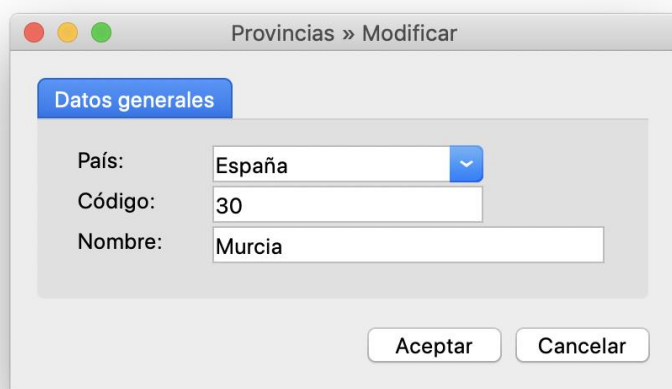 Provincias » Modificar
Datos generales
País: España
Código: 30
Nombre: Murcia
Aceptar Cancelar